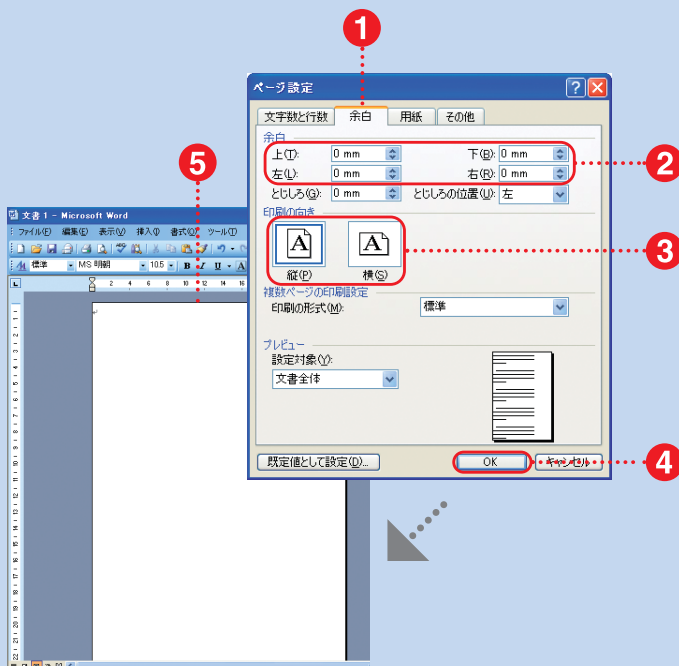 1
ページ設定
文字数と行数 余白 用紙 その他
余白
上(T): 0 mm 下(B): 0 mm
2
左(L): 0 mm 右(R): 0 mm
とじしろ(G): 0 mm とじしろの位置(U): 左
印刷の向き
A A
3
縦(P) 横(S)
複数ページの印刷設定
印刷の形式(M): 標準
プレビュー
設定対象(Y):
文書全体
既定値として設定(D)... OK キャンセル
4
5
文書 1 - Microsoft Word
ファイル(F) 編集(E) 表示(V) 挿入(I) 書式(O) ツール(T)
標準 MS 明朝 10.5 B I U A
L 2 4 6 8 10 12 14 16